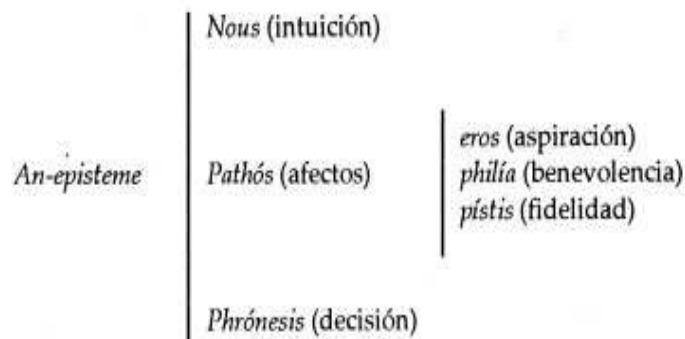 Nous (intuición)
eros (aspiración)
An-episteme
Pathós (afectos)
philía (benevolencia)
pístis (fidelidad)
Phrónesis (decisión)